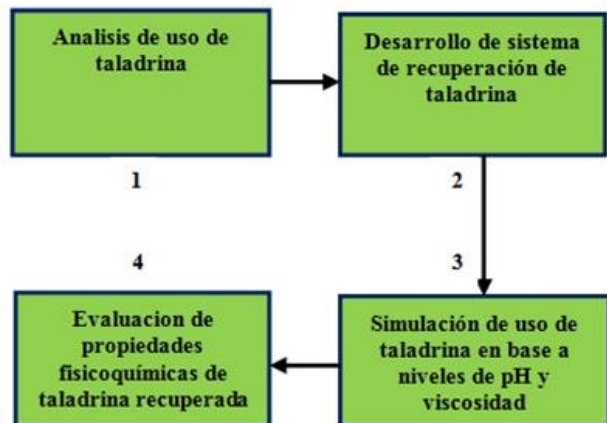 Analisis de uso de
taladrina
1
Desarrollo de sistema
de recuperación de
taladrina
2
3
Simulación de uso de
taladrina en base a
niveles de pH y
viscosidad
4
Evaluacion de
propiedades
fisicoquímicas de
taladrina recuperada